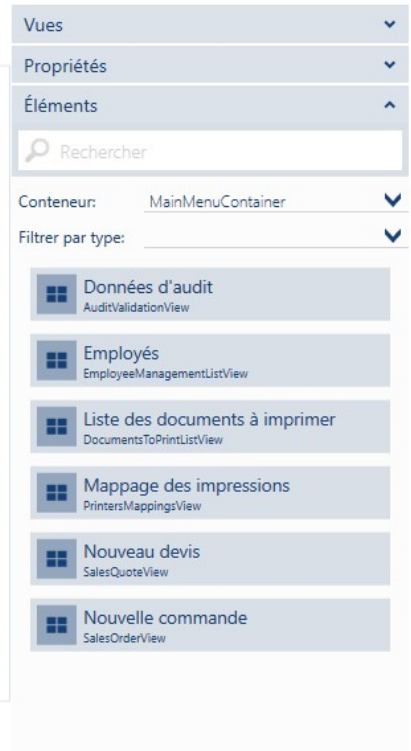 Vues
Propriétés
Éléments
Rechercher
Conteneur: MainMenuContainer
Filtrer par type:
Données d'audit
AuditValidationView
Employés
EmployeeManagementListView
Liste des documents à imprimer
DocumentsToPrintListView
Mappage des impressions
PrintersMappingsView
Nouveau devis
SalesQuoteView
Nouvelle commande
SalesOrderView